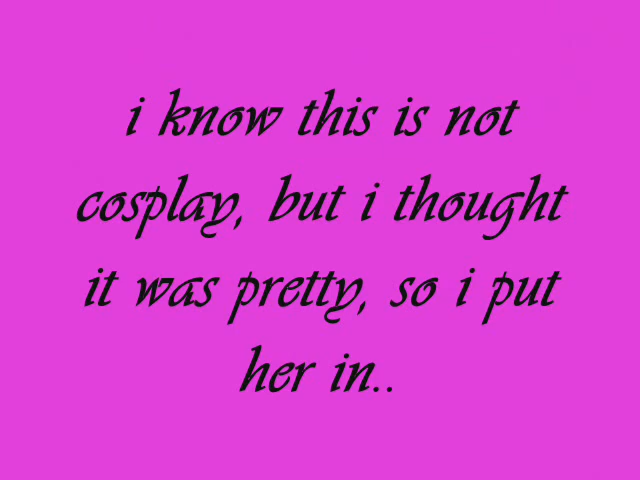 i know this is not
cosplay, but i thought
it was pretty, so i put
her in..